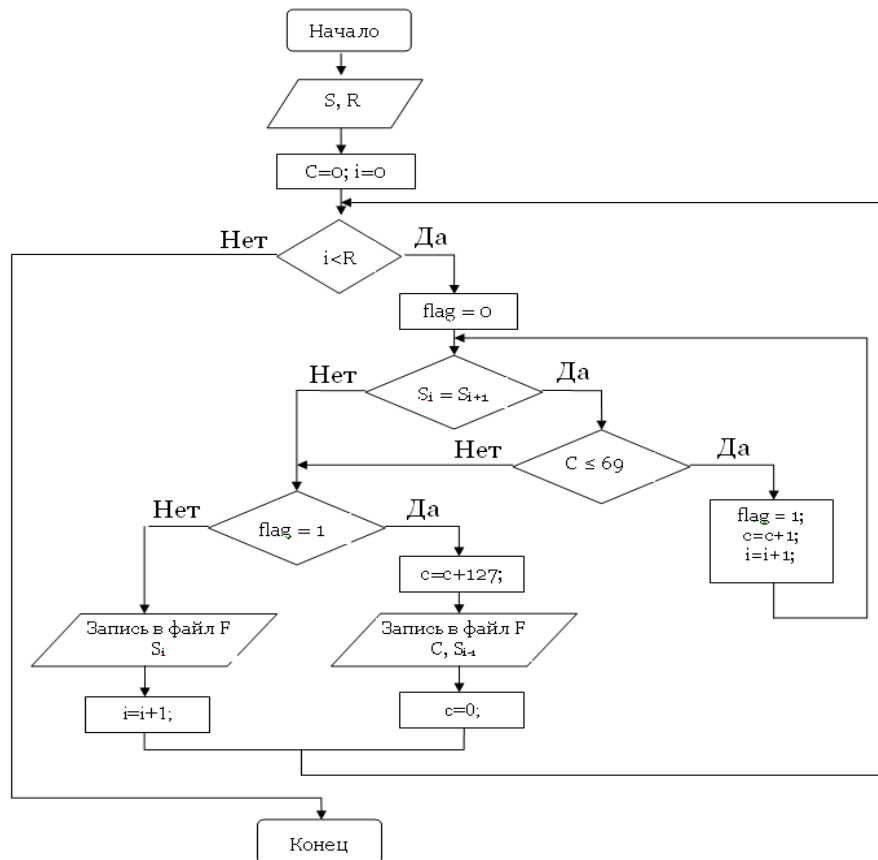 Начало
S, R
C=0; i=0
Нет
Да
i<R
flag = 0
Нет
Да
Sᵢ = Sᵢ₊₁
Нет
Да
C ≤ 69
Нет
Да
flag = 1
flag = 1;
c=c+1;
i=i+1;
c=c+127;
Запись в файл F
Sᵢ
Запись в файл F
C, Sᵢ₋₁
i=i+1;
c=0;
Конец